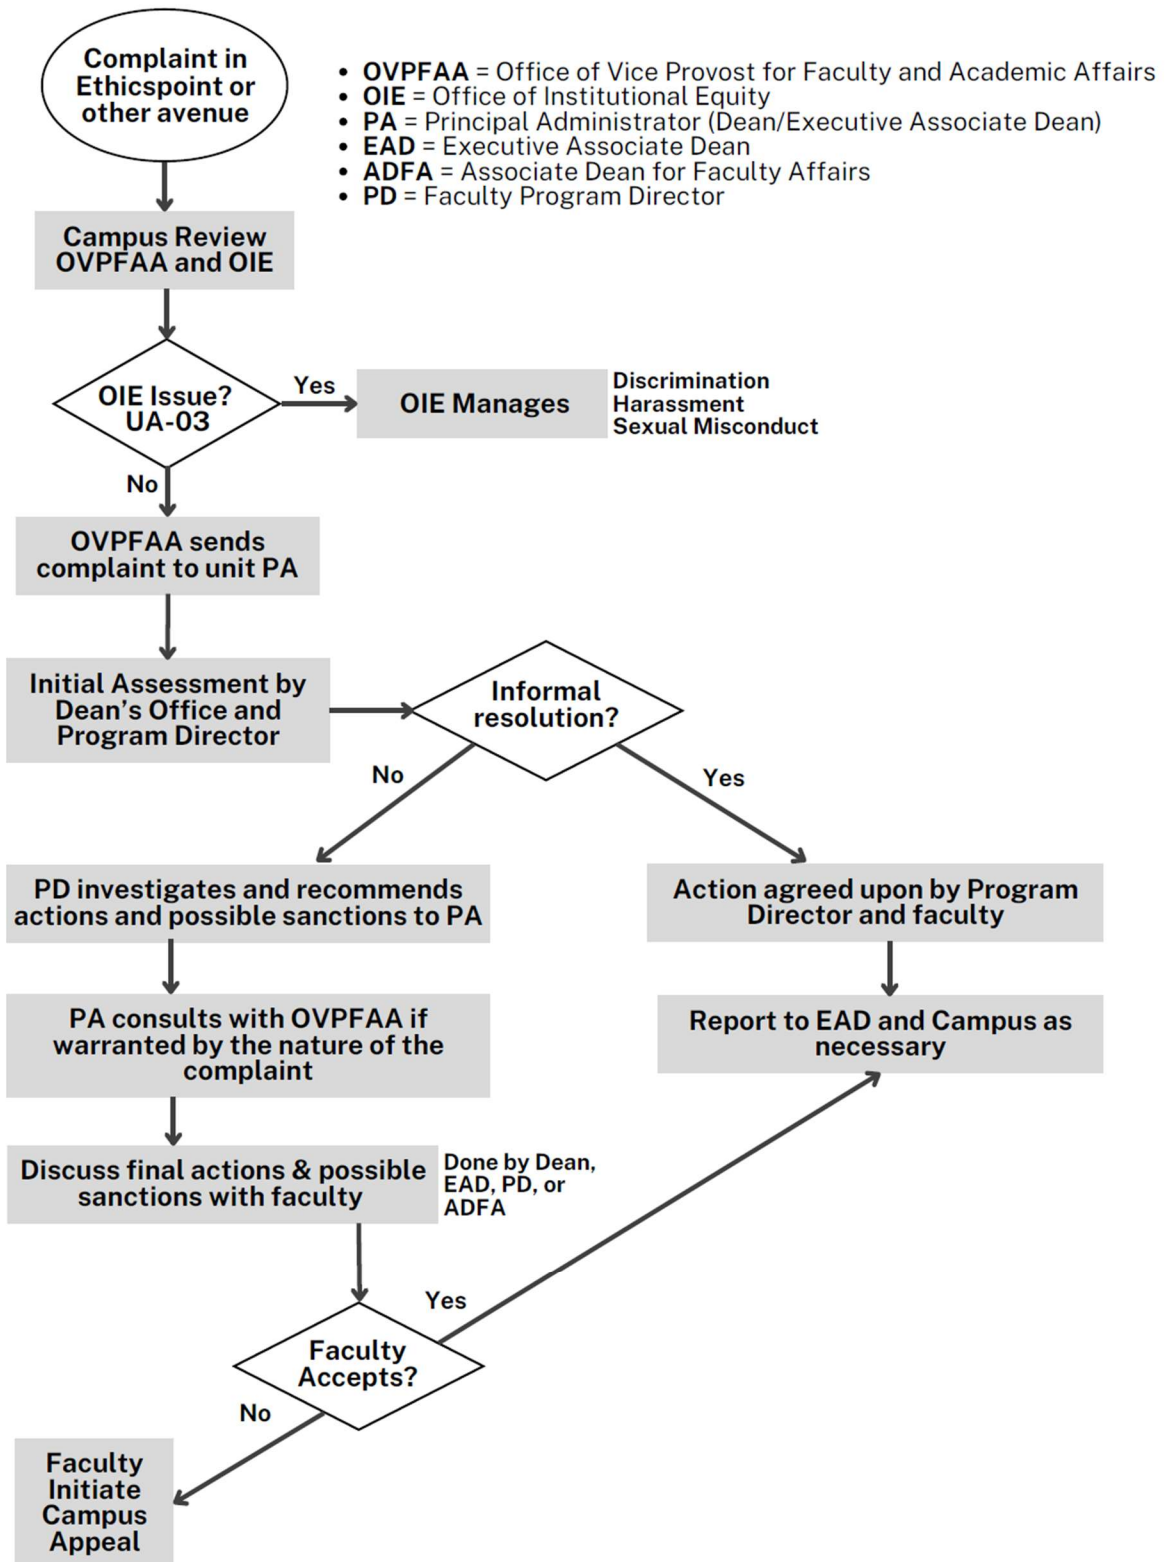 Complaint in
Ethicspoint or
other avenue
• OVPFAA = Office of Vice Provost for Faculty and Academic Affairs
• OIE = Office of Institutional Equity
• PA = Principal Administrator (Dean/Executive Associate Dean)
• EAD = Executive Associate Dean
• ADFA = Associate Dean for Faculty Affairs
• PD = Faculty Program Director
Campus Review
OVPFAA and OIE
OIE Issue?
UA-03
Yes
OIE Manages
Discrimination
Harassment
Sexual Misconduct
No
OVPFAA sends
complaint to unit PA
Initial Assessment by
Dean's Office and
Program Director
Informal
resolution?
No
Yes
PD investigates and recommends
actions and possible sanctions to PA
Action agreed upon by Program
Director and faculty
PA consults with OVPFAA if
warranted by the nature of the
complaint
Report to EAD and Campus as
necessary
Discuss final actions & possible
sanctions with faculty
Done by Dean,
EAD, PD, or
ADFA
Yes
Faculty
Accepts?
No
Faculty
Initiate
Campus
Appeal